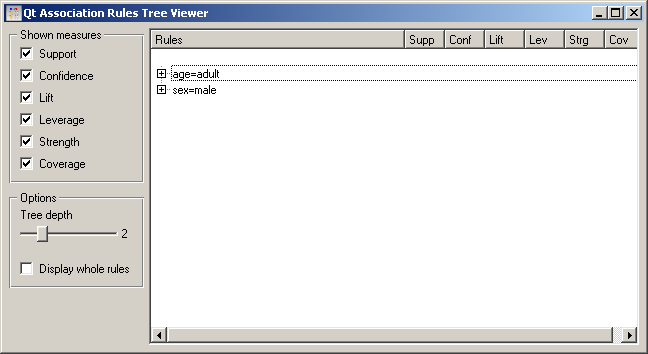 Qt Association Rules Tree Viewer
Shown measures
Support
Confidence
Lift
Leverage
Strength
Coverage
Options
Tree depth
2
Display whole rules
Rules Supp Conf Lift Lev Strg Cov
age=adult
sex=male